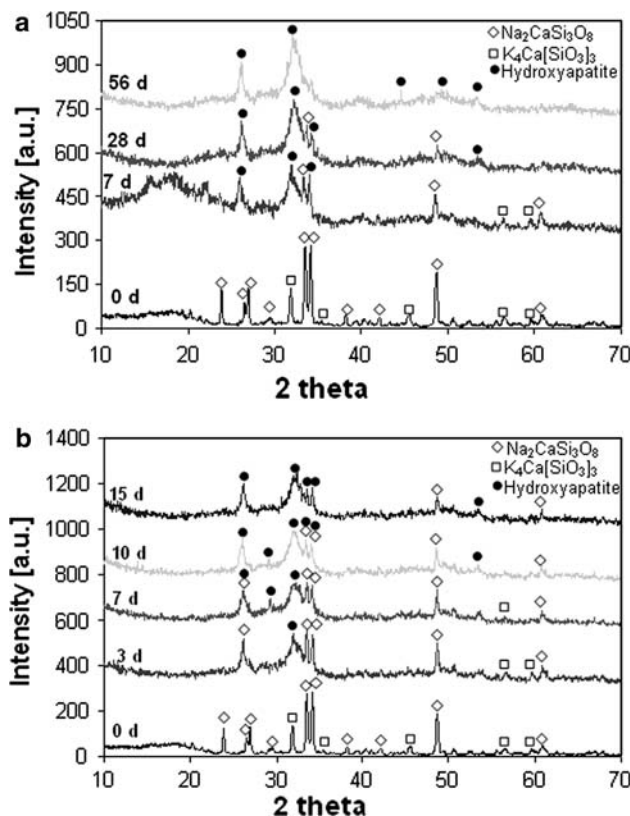 a
1050
900
750
600
450
300
150
0
Intensity [a.u.]
Na₂CaSi₃O₈
K₄Ca[SiO₃]₃
Hydroxyapatite
56 d
28 d
7 d
0 d
10 20 30 40 50 60 70
2 theta
b
1400
1200
1000
800
600
400
200
0
Intensity [a.u.]
Na₂CaSi₃O₈
K₄Ca[SiO₃]₃
Hydroxyapatite
15 d
10 d
7 d
3 d
0 d
10 20 30 40 50 60 70
2 theta